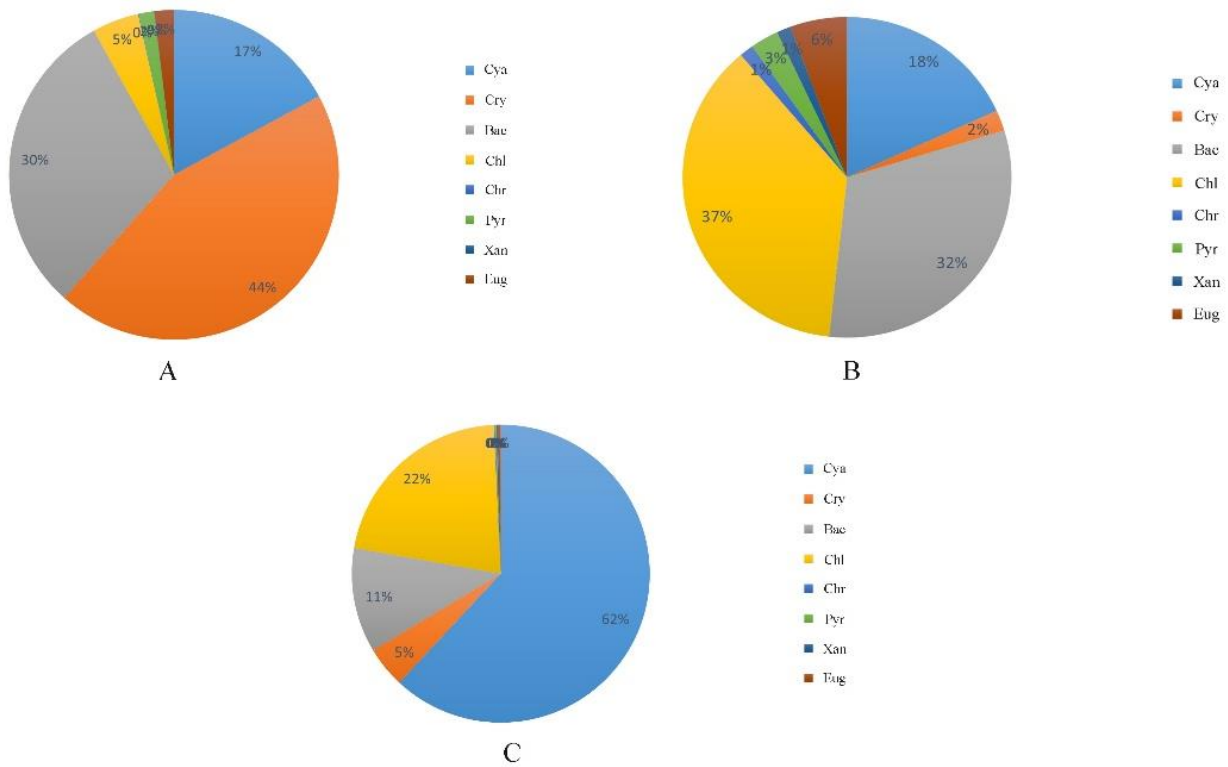 17%
44%
30%
5%
Cya
Cry
Bac
Chl
Chr
Pyr
Xan
Eug
A
18%
2%
32%
37%
1%
3%
1%
6%
Cya
Cry
Bac
Chl
Chr
Pyr
Xan
Eug
B
62%
5%
11%
22%
Cya
Cry
Bac
Chl
Chr
Pyr
Xan
Eug
C